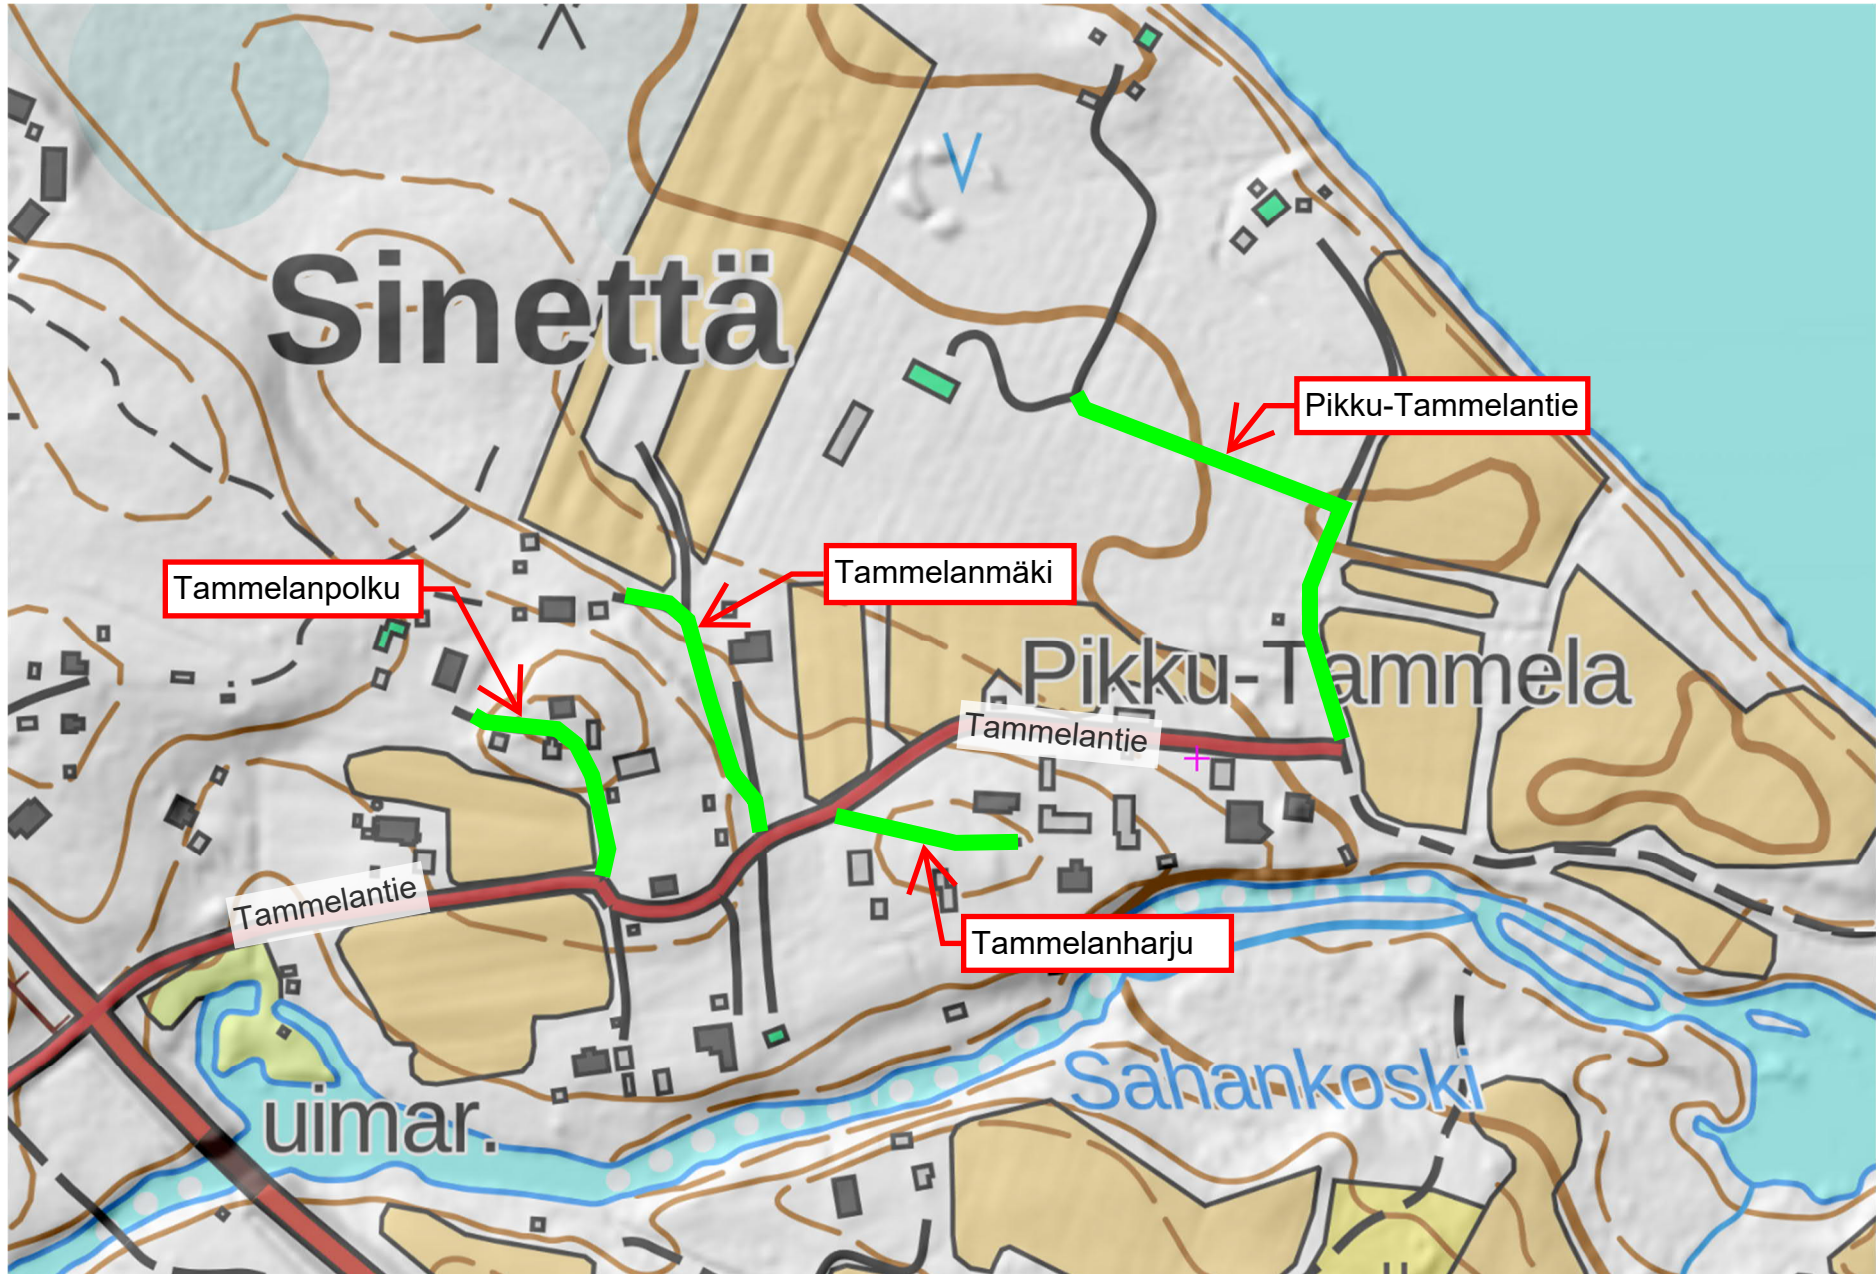 Sinettä
Pikku-Tammelantie
Tammelanmäki
Tammelanpolku
Pikku-Tammela
Tammelantie
Tammelantie
Tammelanharju
Sahankoski
uimar.